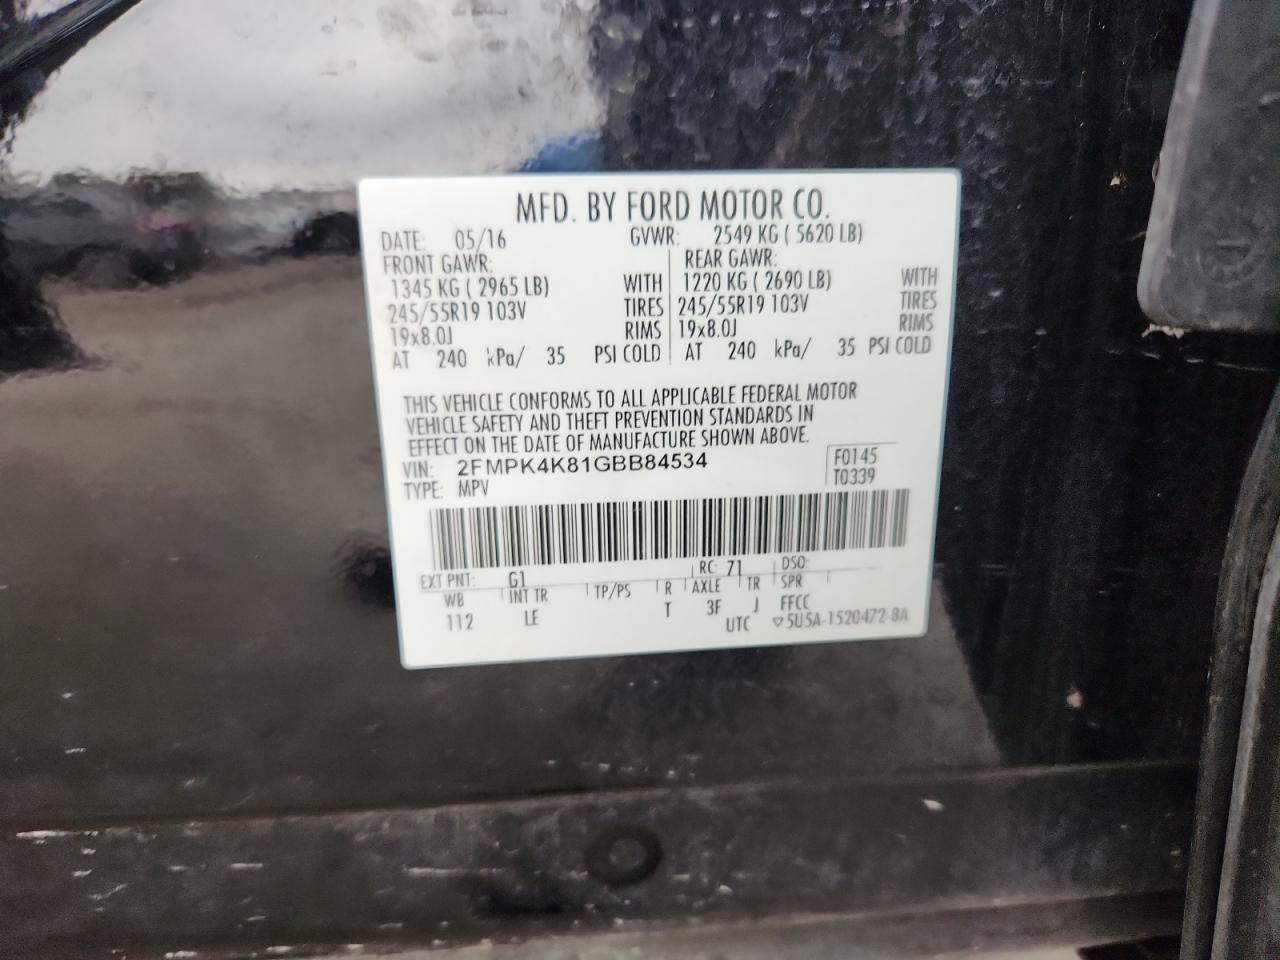 MFD. BY FORD MOTOR CO.
DATE: 05/16 GVWR: 2549 KG ( 5620 LB)
FRONT GAWR: REAR GAWR:
1345 KG ( 2965 LB) WITH 1220 KG ( 2690 LB) WITH
245/55R19 103V TIRES 245/55R19 103V TIRES
19x8.0J RIMS 19x8.0J RIMS
AT 240 kPa/ 35 PSI COLD AT 240 kPa/ 35 PSI COLD
THIS VEHICLE CONFORMS TO ALL APPLICABLE FEDERAL MOTOR
VEHICLE SAFETY AND THEFT PREVENTION STANDARDS IN
EFFECT ON THE DATE OF MANUFACTURE SHOWN ABOVE.
VIN: 2FMPK4K81GBB84534 F0145
TYPE: MPV T0339
EXT PNT: G1 RC: 71 DSO:
WB INT TR TP/PS R AXLE TR SPR
112 LE T 3F J FFCC
UTC ▽5U5A-1520472-BA